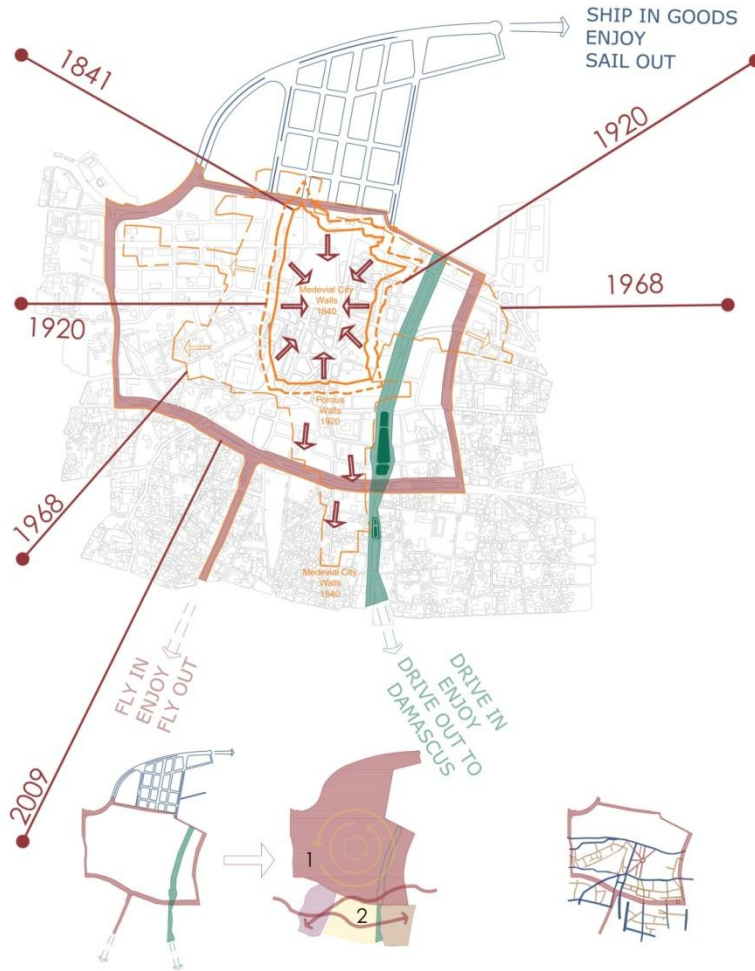 SHIP IN GOODS
ENJOY
SAIL OUT
1841
1920
Medevial City
Walls
1840
1920
1968
Porous
Walls
1920
1968
Medevial City
Walls
1840
FLY IN
ENJOY
FLY OUT
DRIVE IN
ENJOY
DRIVE OUT TO
DAMASCUS
2009
1
2